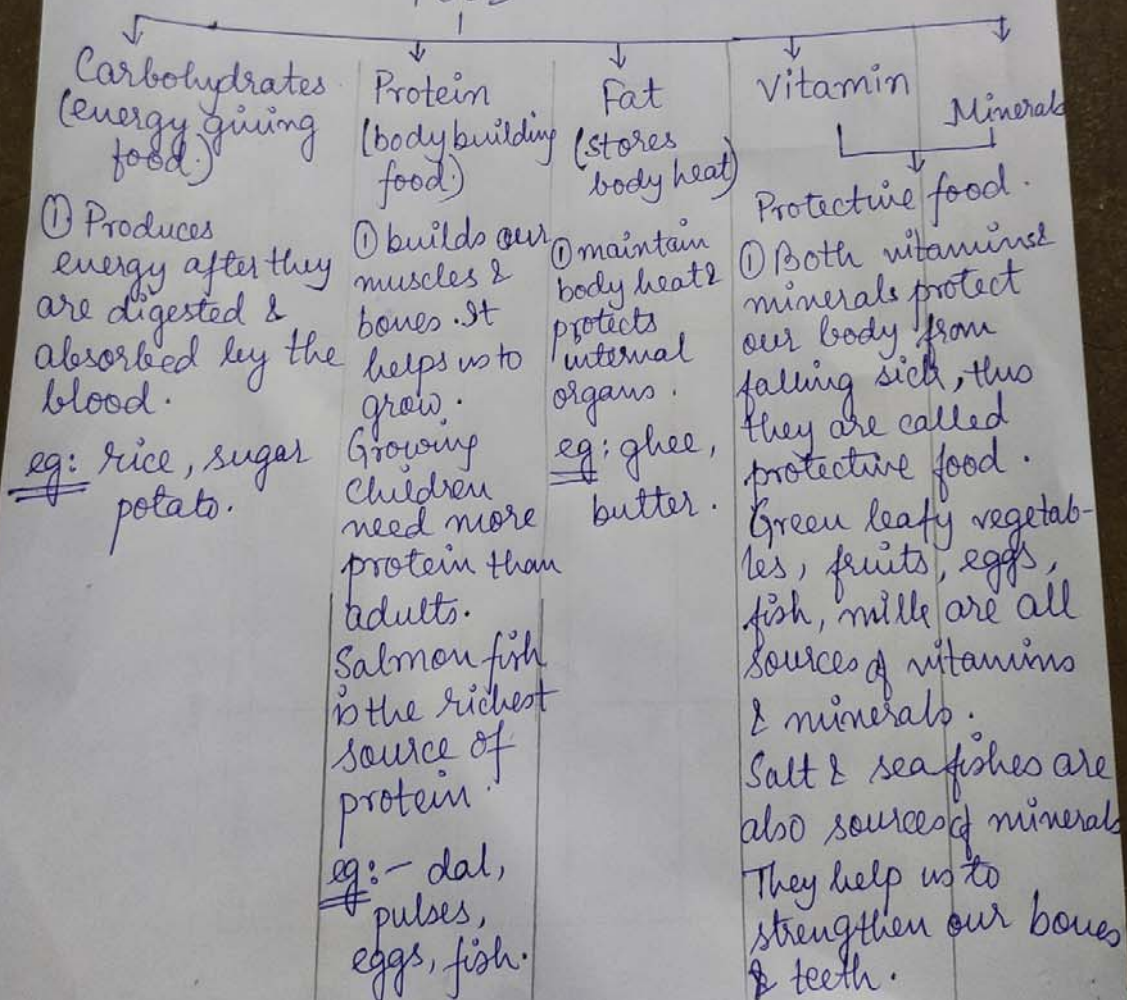 Carbohydrates
(energy giving
food.)
① Produces
energy after they
are digested &
absorbed by the
blood.
eg: rice, sugar
potato.
Protein
(body building
food.)
① builds our
muscles &
bones. It
helps us to
grow.
Growing
children
need more
protein than
adults.
Salmon fish
is the richest
source of
protein.
eg:- dal,
pulses,
eggs, fish.
Fat
(stores
body heat)
① maintain
body heat &
protects
internal
organs.
eg: ghee,
butter.
Vitamin
Minerals
Protective food.
① Both vitamins &
minerals protect
our body from
falling sick, thus
they are called
protective food.
Green leafy vegetab-
les, fruits, eggs,
fish, milk are all
sources of vitamins
& minerals.
Salt & sea fishes are
also sources of minerals
They help us to
strengthen our bones
& teeth.